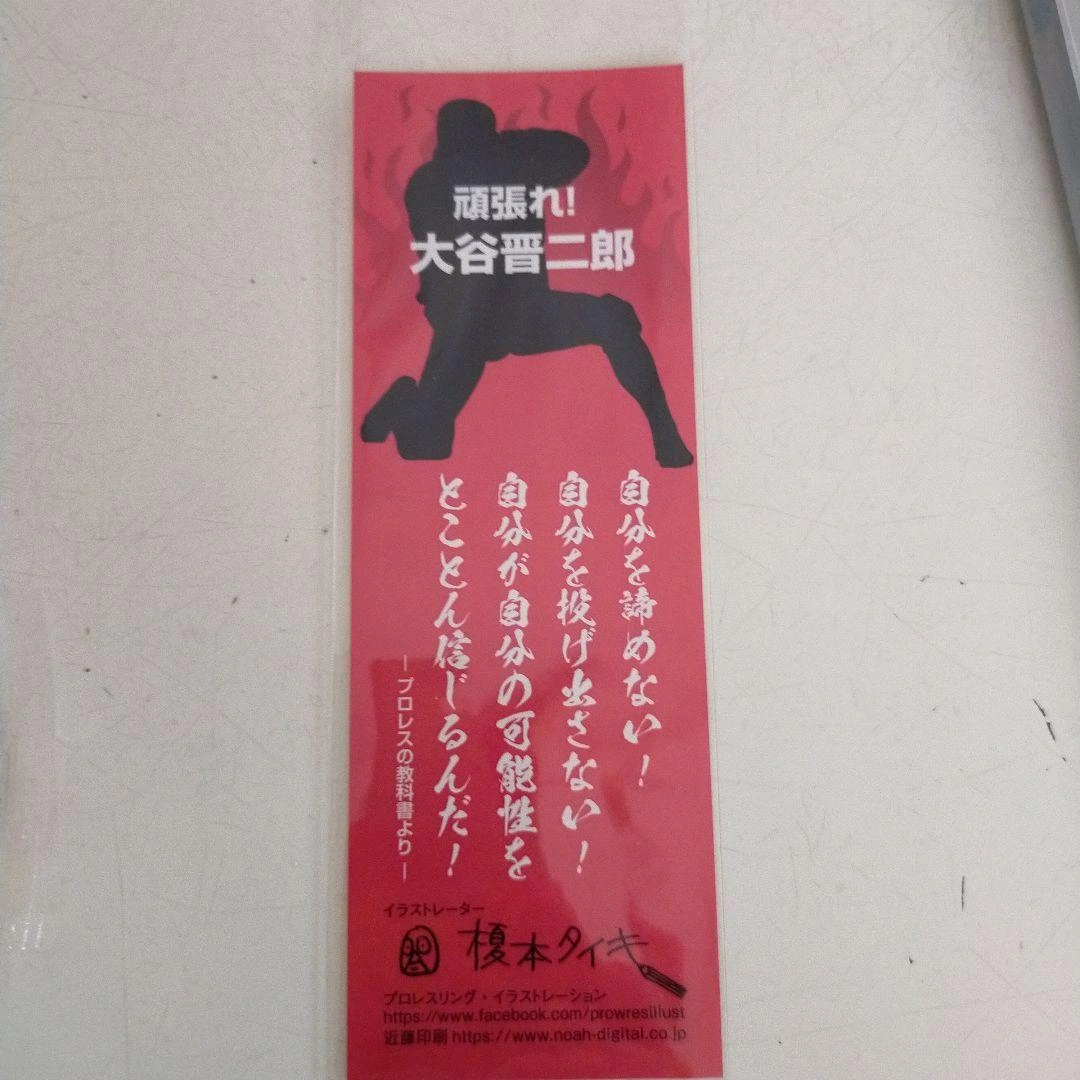 頑張れ!
大谷晋二郎
自分を諦めない!
自分を投げ出さない!
自分が自分の可能性を
とことん信じるんだ!
ープロレスの教科書よりー
イラストレーター
榎本タイキ
プロレスリング・イラストレーション
https://www.facebook.com/prowresillust
近藤印刷 https://www.noah-digital.co.jp